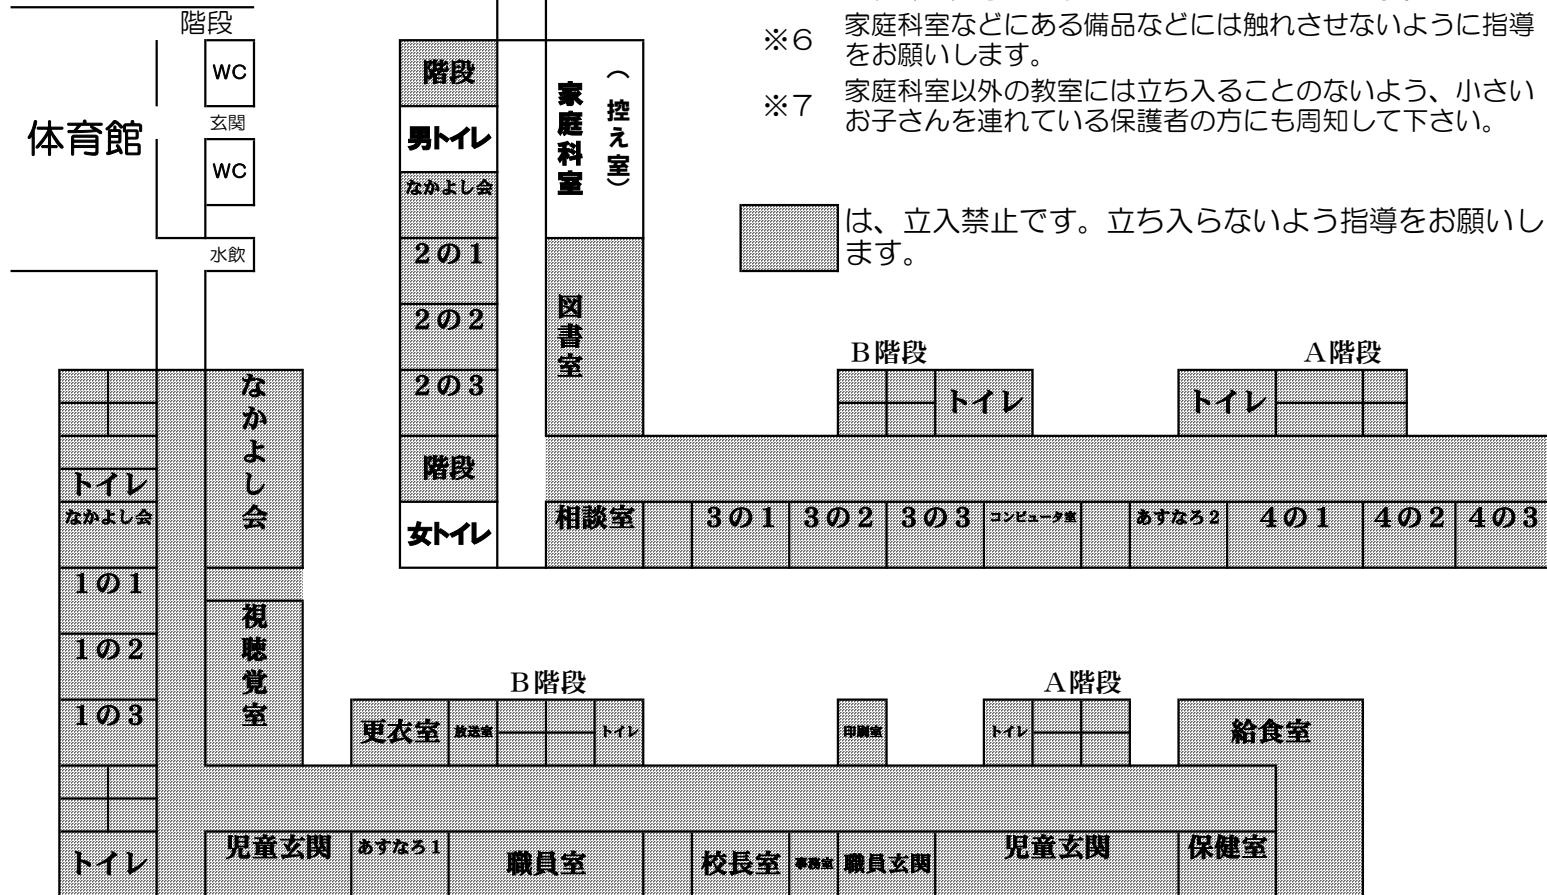 階段
WC
玄関
体育館
WC
水飲
階段
男トイレ
なかよし会
2の1
2の2
2の3
階段
女トイレ
家庭科室
（控え室）
図書室
※6 家庭科室などにある備品などには触れさせないように指導
をお願いします。
※7 家庭科室以外の教室には立ち入ることのないよう、小さい
お子さんを連れている保護者の方にも周知して下さい。
は、立入禁止です。立ち入らないよう指導をお願いし
ます。
B階段
A階段
トイレ
トイレ
相談室
3の1
3の2
3の3
コンピュータ室
あすなろ2
4の1
4の2
4の3
なかよし会
トイレ
なかよし会
1の1
1の2
1の3
視聴覚室
B階段
A階段
更衣室
放送室
トイレ
印刷室
トイレ
給食室
トイレ
児童玄関
あすなろ1
職員室
校長室
事務室
職員玄関
児童玄関
保健室